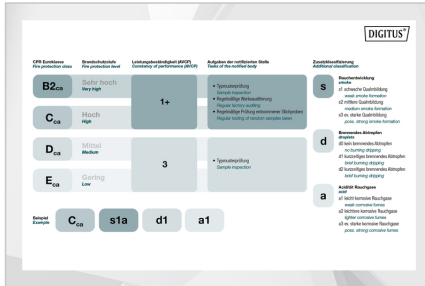 DIGITUS®
CPR Euroklasse
Fire protection class
Brandschutzstufe
Fire protection level
Leistungsbeständigkeit (AVCP)
Constancy of performance (AVCP)
Aufgaben der notifizierten Stelle
Tasks of the notified body
Zusatzklassifizierung
Additional classification
B2ca
Sehr hoch
Very high
Cca
Hoch
High
1+
• Typmusterprüfung
Sample inspection
• Regelmäßige Werksauditierung
Regular factory auditing
• Regelmäßige Prüfung entnommener Stichproben
Regular testing of random samples taken
Dca
Mittel
Medium
Eca
Gering
Low
3
• Typmusterprüfung
Sample inspection
s
Rauchentwicklung
smoke
s1 schwache Qualmbildung
weak smoke formation
s2 mittlere Qualmbildung
medium smoke formation
s3 ev. starke Qualmbildung
poss. strong smoke formation
d
Brennendes Abtropfen
droplets
d0 kein brennendes Abtropfen
no burning dripping
d1 kurzzeitiges brennendes Abtropfen
brief burning dripping
d2 kurzzeitiges brennendes Abtropfen
brief burning dripping
a
Acidität Rauchgase
acid
a1 leicht korrosive Rauchgase
weak corrosive fumes
a2 leichtere korrosive Rauchgase
lighter corrosive fumes
a3 ev. starke korrosive Rauchgase
poss. strong corrosive fumes
Beispiel
Example
Cca
s1a
d1
a1